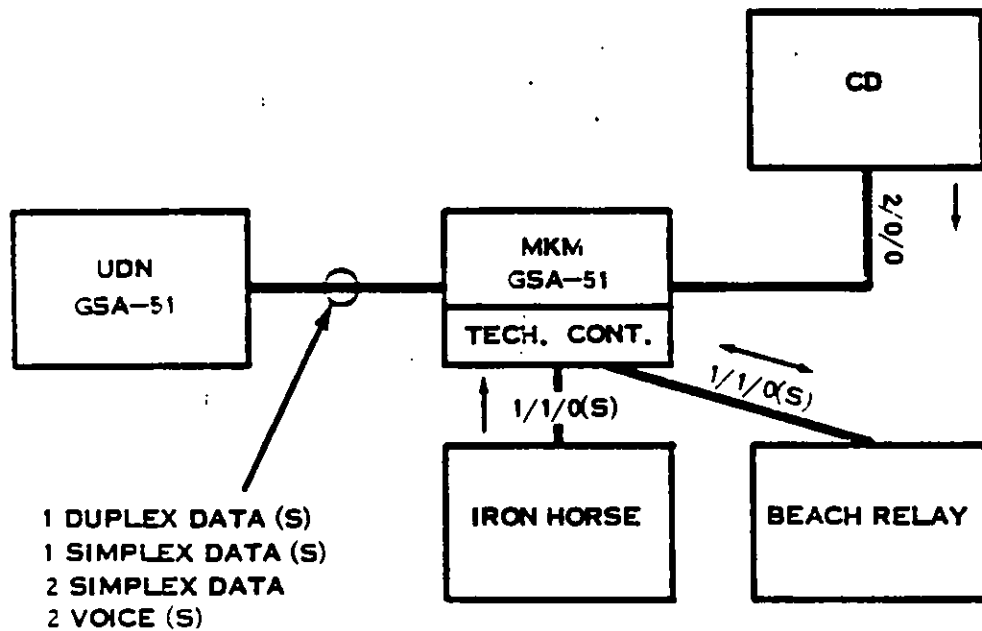 CD
2/0/0
UDN
GSA-51
MKM
GSA-51
TECH. CONT.
1/1/0(S)
1/1/0(S)
IRON HORSE
BEACH RELAY
1 DUPLEX DATA (S)
1 SIMPLEX DATA (S)
2 SIMPLEX DATA
2 VOICE (S)